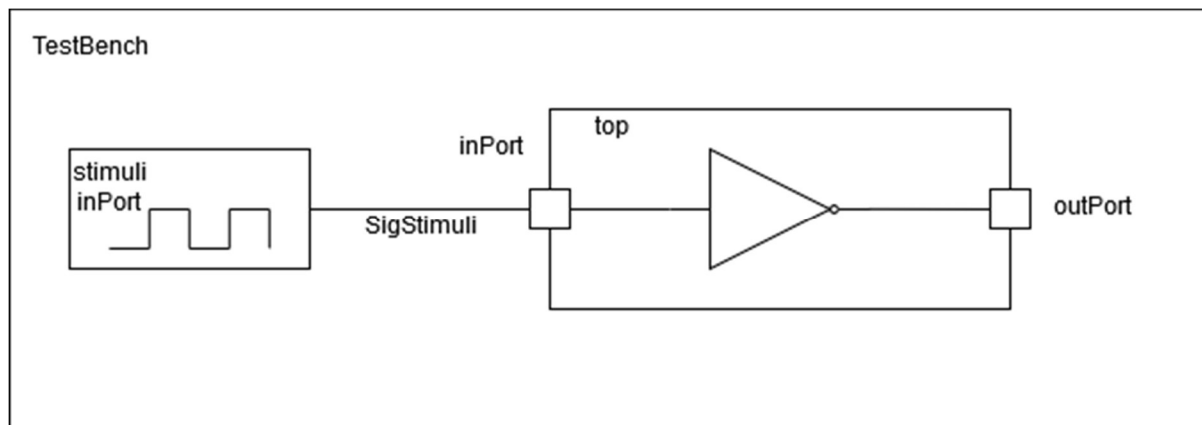 TestBench
stimuli
inPort
SigStimuli
inPort
top
outPort